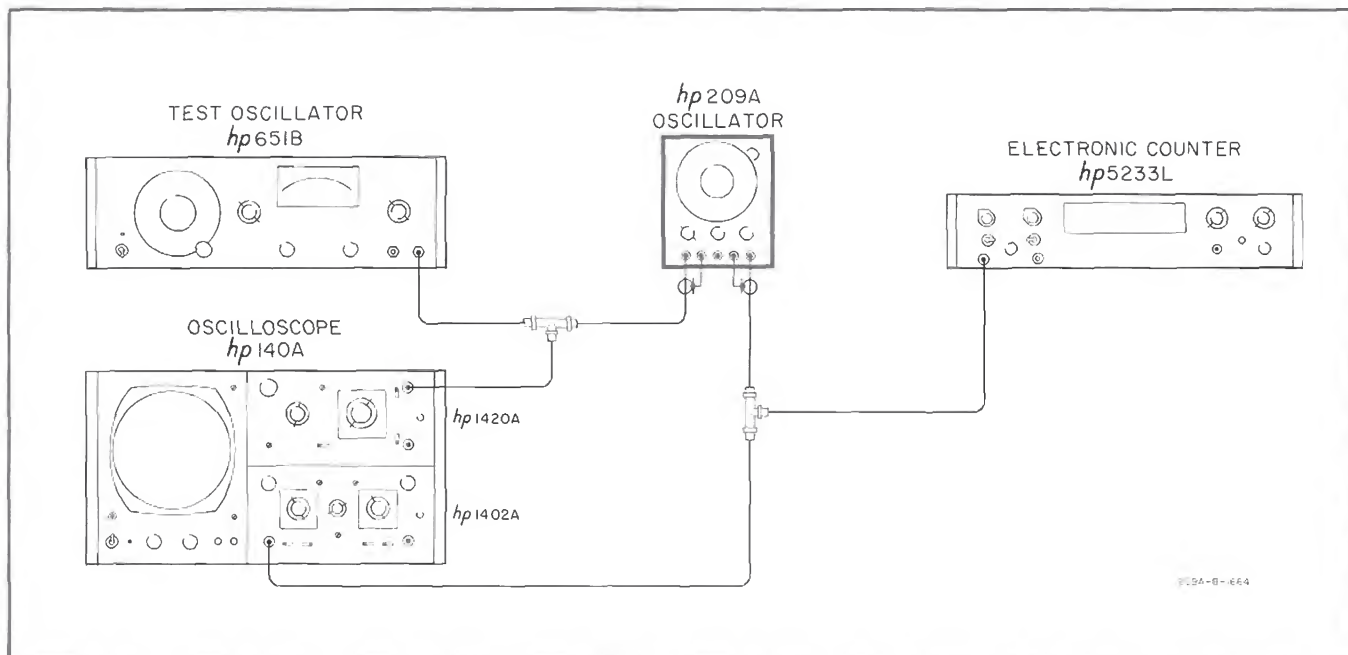 TEST OSCILLATOR
hp 651B
hp 209A
OSCILLATOR
ELECTRONIC COUNTER
hp 5233L
OSCILLOSCOPE
hp 140A
hp 1420A
hp 1402A